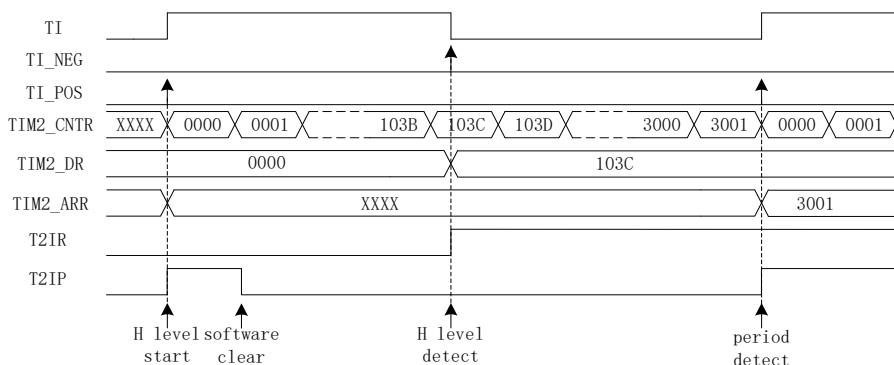 TI
TI_NEG
TI_POS
TIM2_CNTR XXXX 0000 0001 103B 103C 103D 3000 3001 0000 0001
TIM2_DR 0000 103C
TIM2_ARR XXXX 3001
T2IR
T2IP
H level start
software clear
H level detect
period detect